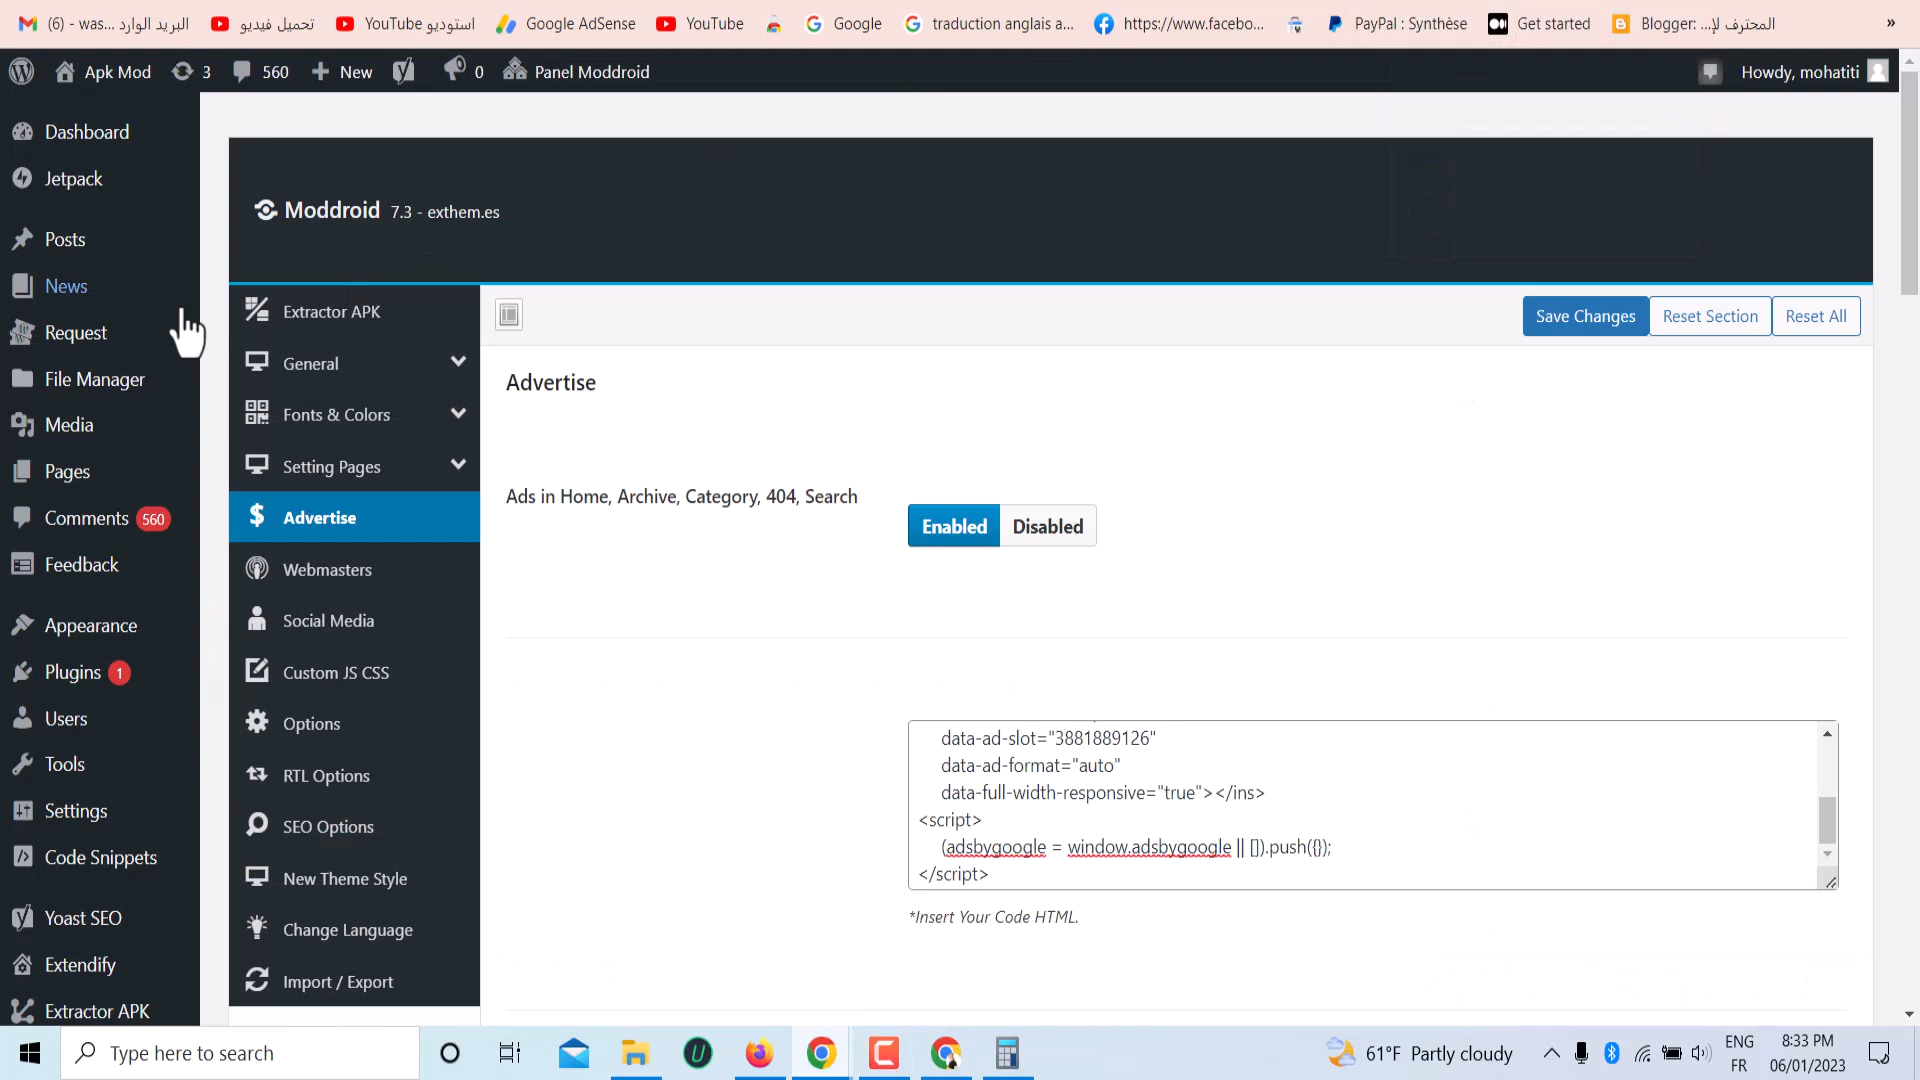 (6) - was... البريد الوارد
تحميل فيديو
YouTube استوديو
Google AdSense
YouTube
Google
traduction anglais a...
https://www.facebo...
PayPal : Synthèse
Get started
Blogger: ...المحترف لإ
»
Apk Mod
3
560
New
0
Panel Moddroid
Howdy, mohatiti
Dashboard
Jetpack
Posts
News
Request
File Manager
Media
Pages
Comments 560
Feedback
Appearance
Plugins 1
Users
Tools
Settings
Code Snippets
Yoast SEO
Extendify
Extractor APK
Moddroid 7.3 - exthem.es
Extractor APK
General
Fonts & Colors
Setting Pages
Advertise
Webmasters
Social Media
Custom JS CSS
Options
RTL Options
SEO Options
New Theme Style
Change Language
Import / Export
Save Changes
Reset Section
Reset All
Advertise
Ads in Home, Archive, Category, 404, Search
Enabled
Disabled
data-ad-slot="3881889126"
data-ad-format="auto"
data-full-width-responsive="true"></ins>
<script>
(adsbygoogle = window.adsbygoogle || []).push({});
</script>
*Insert Your Code HTML.
Type here to search
61°F Partly cloudy
ENG
FR
8:33 PM
06/01/2023